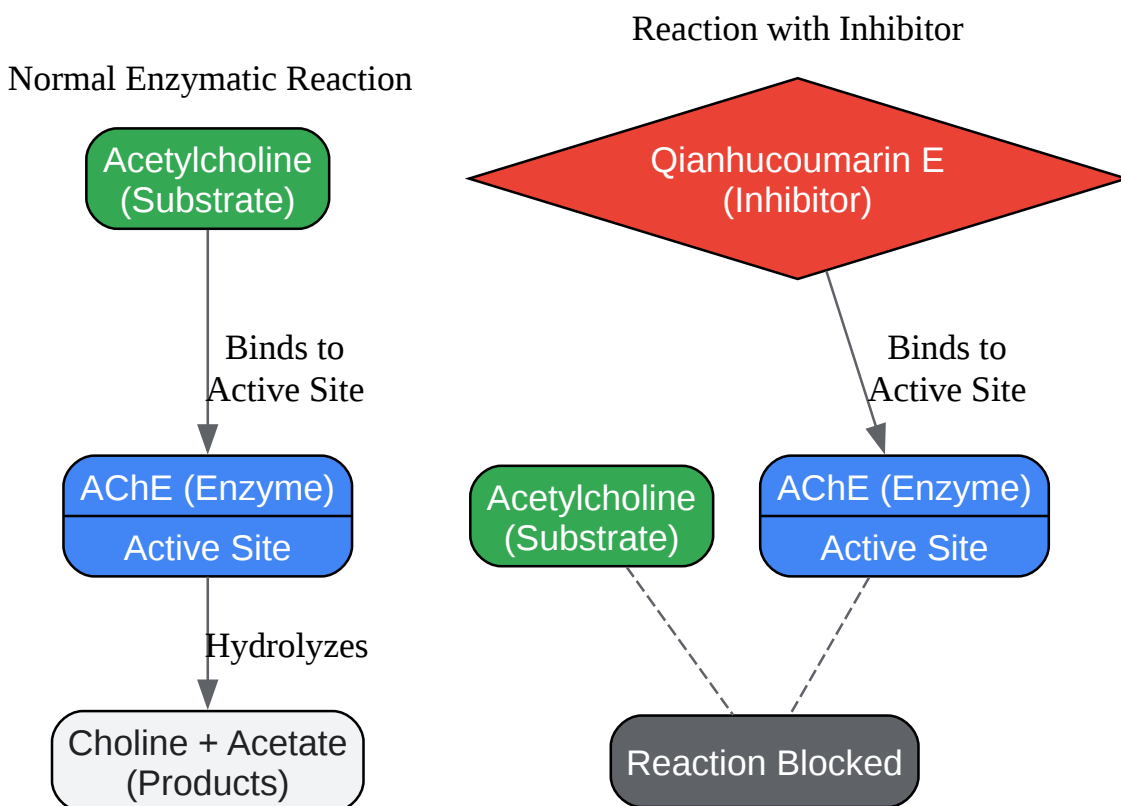 Normal Enzymatic Reaction
Acetylcholine
(Substrate)
Binds to
Active Site
AChE (Enzyme)
Active Site
Hydrolyzes
Choline + Acetate
(Products)
Reaction with Inhibitor
Qianhucoumarin E
(Inhibitor)
Binds to
Active Site
Acetylcholine
(Substrate)
AChE (Enzyme)
Active Site
Reaction Blocked